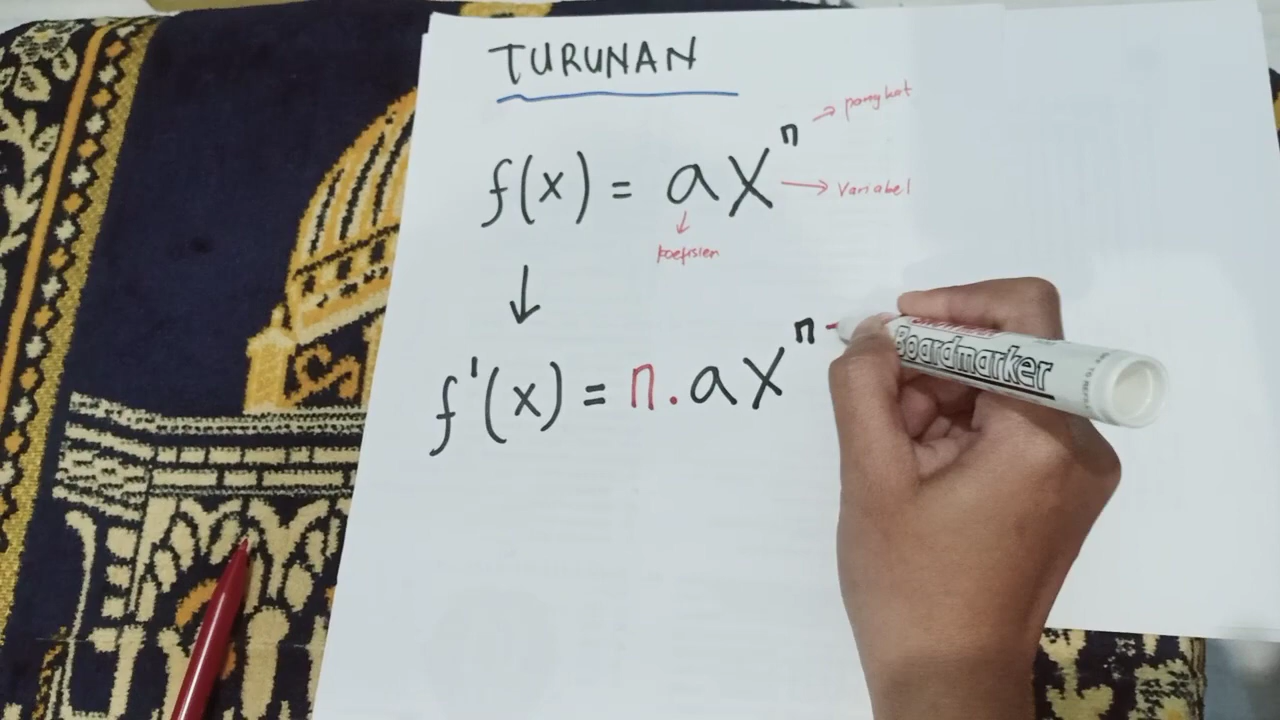 TURUNAN
f(x) = ax^n
→ pangkat
→ Variabel
↓
koefisien
↓
f'(x) = n . ax^n-
Boardmarker